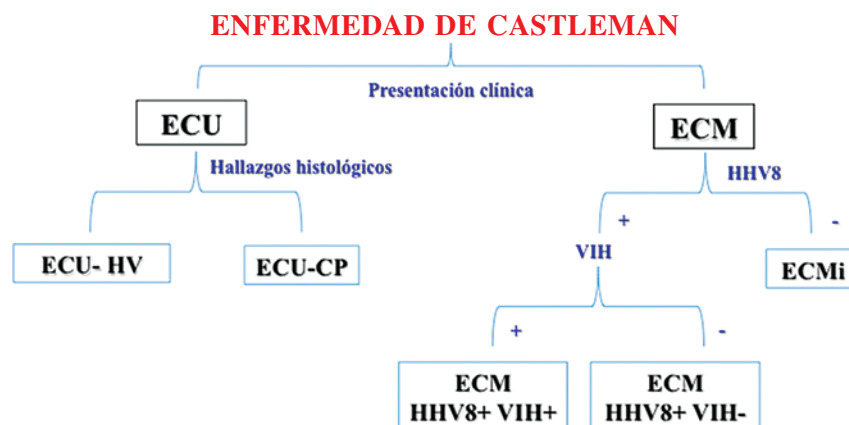 ENFERMEDAD DE CASTLEMAN
Presentación clínica
ECU
ECM
Hallazgos histológicos
HHV8
ECU- HV
ECU-CP
+
-
VIH
ECMi
+
-
ECM
HHV8+ VIH+
ECM
HHV8+ VIH-